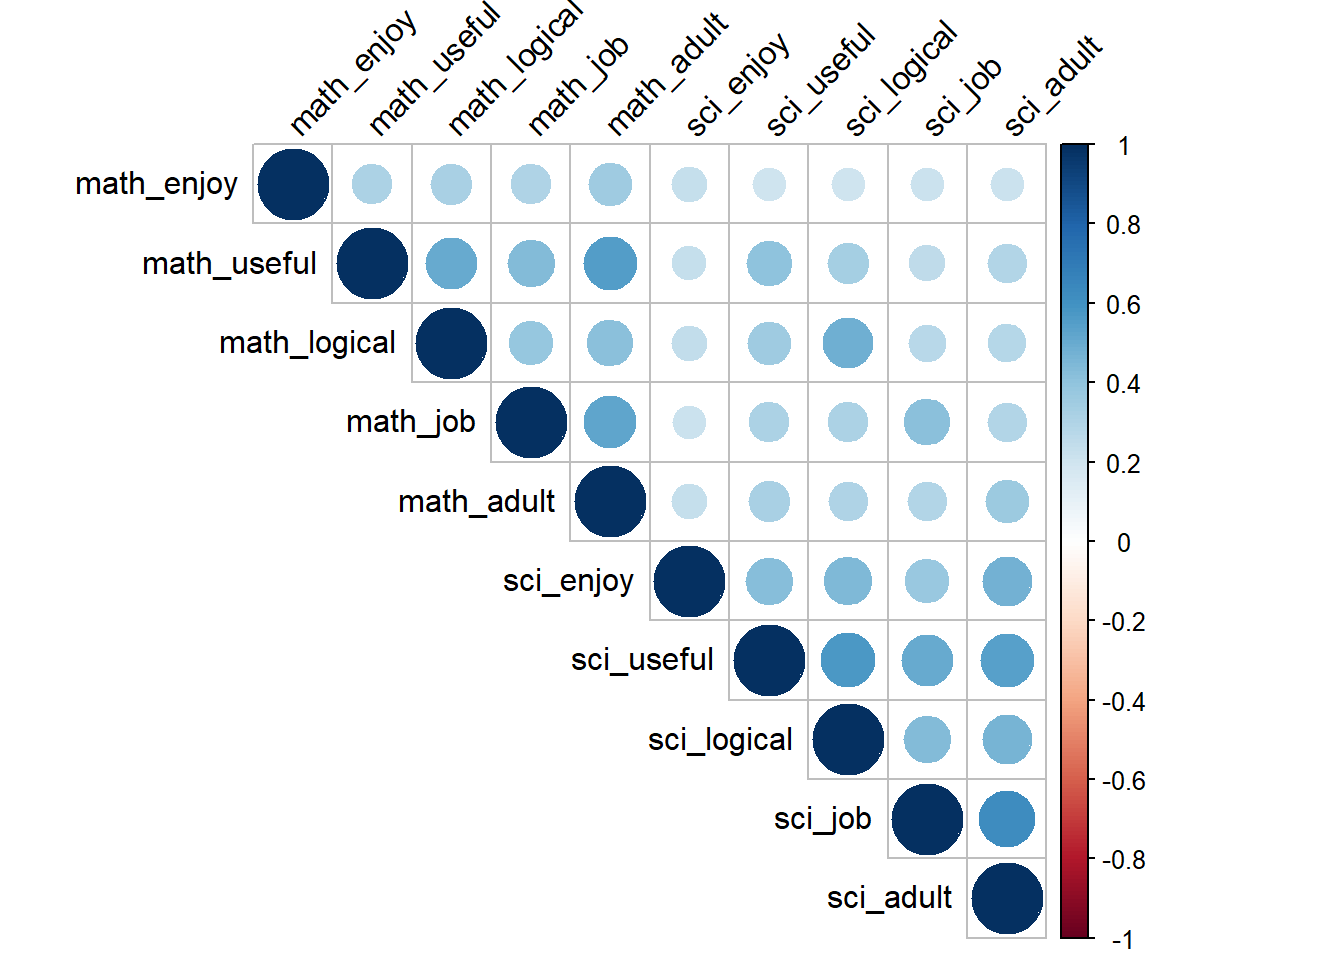 math_enjoy
math_useful
math_logical
math_job
math_adult
sci_enjoy
sci_useful
sci_logical
sci_job
sci_adult
math_enjoy
math_useful
math_logical
math_job
math_adult
sci_enjoy
sci_useful
sci_logical
sci_job
sci_adult
1
0.8
0.6
0.4
0.2
0
-0.2
-0.4
-0.6
-0.8
-1